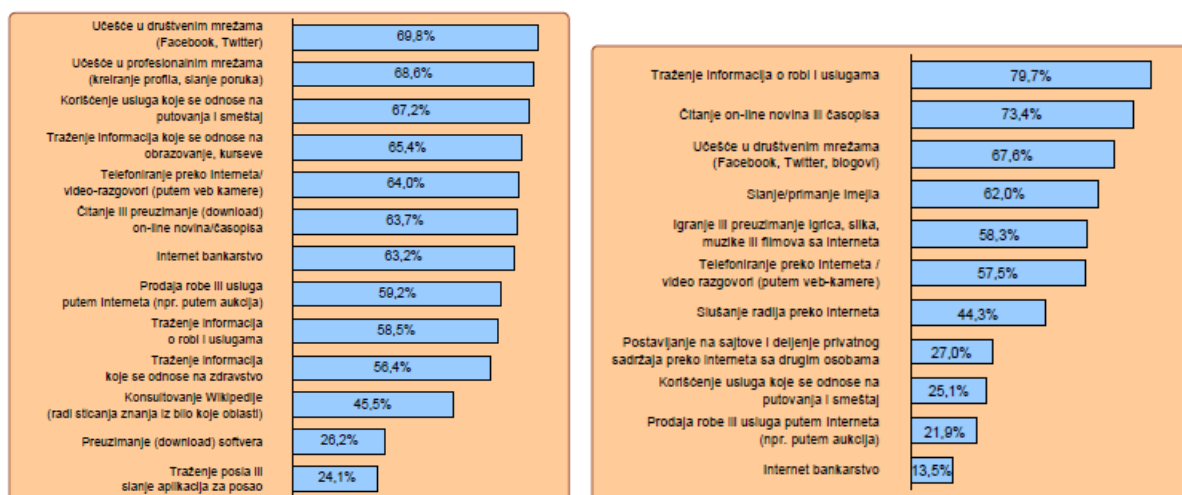 Učešće u društvenim mrežama
(Facebook, Twitter)
69,8%
Učešće u profesionalnim mrežama
(kreiranje profila, slanje poruka)
68,6%
Korišćenje usluga koje se odnose na
putovanja i smeštaj
67,2%
Traženje informacija koje se odnose na
obrazovanje, kurseve
65,4%
Telefoniranje preko Interneta/
video-razgovori (putem veb kamere)
64,0%
Čitanje ili preuzimanje (download)
on-line novina/časopisa
63,7%
Internet bankarstvo
63,2%
Prodaja robe ili usluga
putem Interneta (npr. putem aukcija)
59,2%
Traženje informacija
o robi i uslugama
58,5%
Traženje informacija
koje se odnose na zdravstvo
56,4%
Konsultovanje Wikipedije
(radi sticanja znanja iz bilo koje oblasti)
45,5%
Preuzimanje (download) softvera
26,2%
Traženje posla ili
slanje aplikacija za posao
24,1%
Traženje informacija o robi i uslugama
79,7%
Čitanje on-line novina ili časopisa
73,4%
Učešće u društvenim mrežama
(Facebook, Twitter, blogovi)
67,6%
Slanje/primanje imejla
62,0%
Igranje ili preuzimanje igrica, slika,
muzike ili filmova sa Interneta
58,3%
Telefoniranje preko Interneta /
video razgovori (putem veb-kamere)
57,5%
Slušanje radija preko Interneta
44,3%
Postavljanje na sajtove i deljenje privatnog
sadržaja preko interneta sa drugim osobama
27,0%
Korišćenje usluga koje se odnose na
putovanja i smeštaj
25,1%
Prodaja robe ili usluga putem Interneta
(npr. putem aukcija)
21,9%
Internet bankarstvo
13,5%